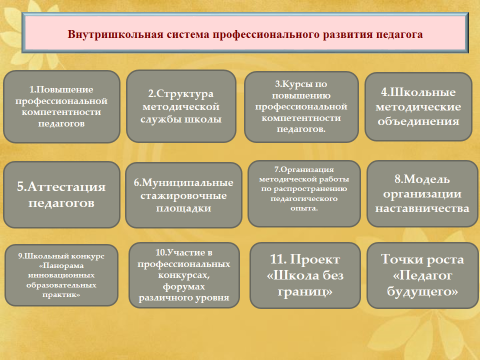 Внутришкольная система профессионального развития педагога
1.Повышение
профессиональной
компетентности
педагогов
2.Структура
методической
службы школы
3.Курсы по
повышению
профессиональной
компетентности
педагогов.
4.Школьные
методические
объединения
5.Аттестация
педагогов
6.Муниципальные
стажировочные
площадки
7.Организация
методической работы
по распространению
педагогического
опыта.
8.Модель
организации
наставничества
9.Школьный конкурс
«Панорама
инновационных
образовательных
практик»
10.Участие в
профессиональных
конкурсах,
форумах
различного уровня
11. Проект
«Школа без
границ»
Точки роста
«Педагог
будущего»